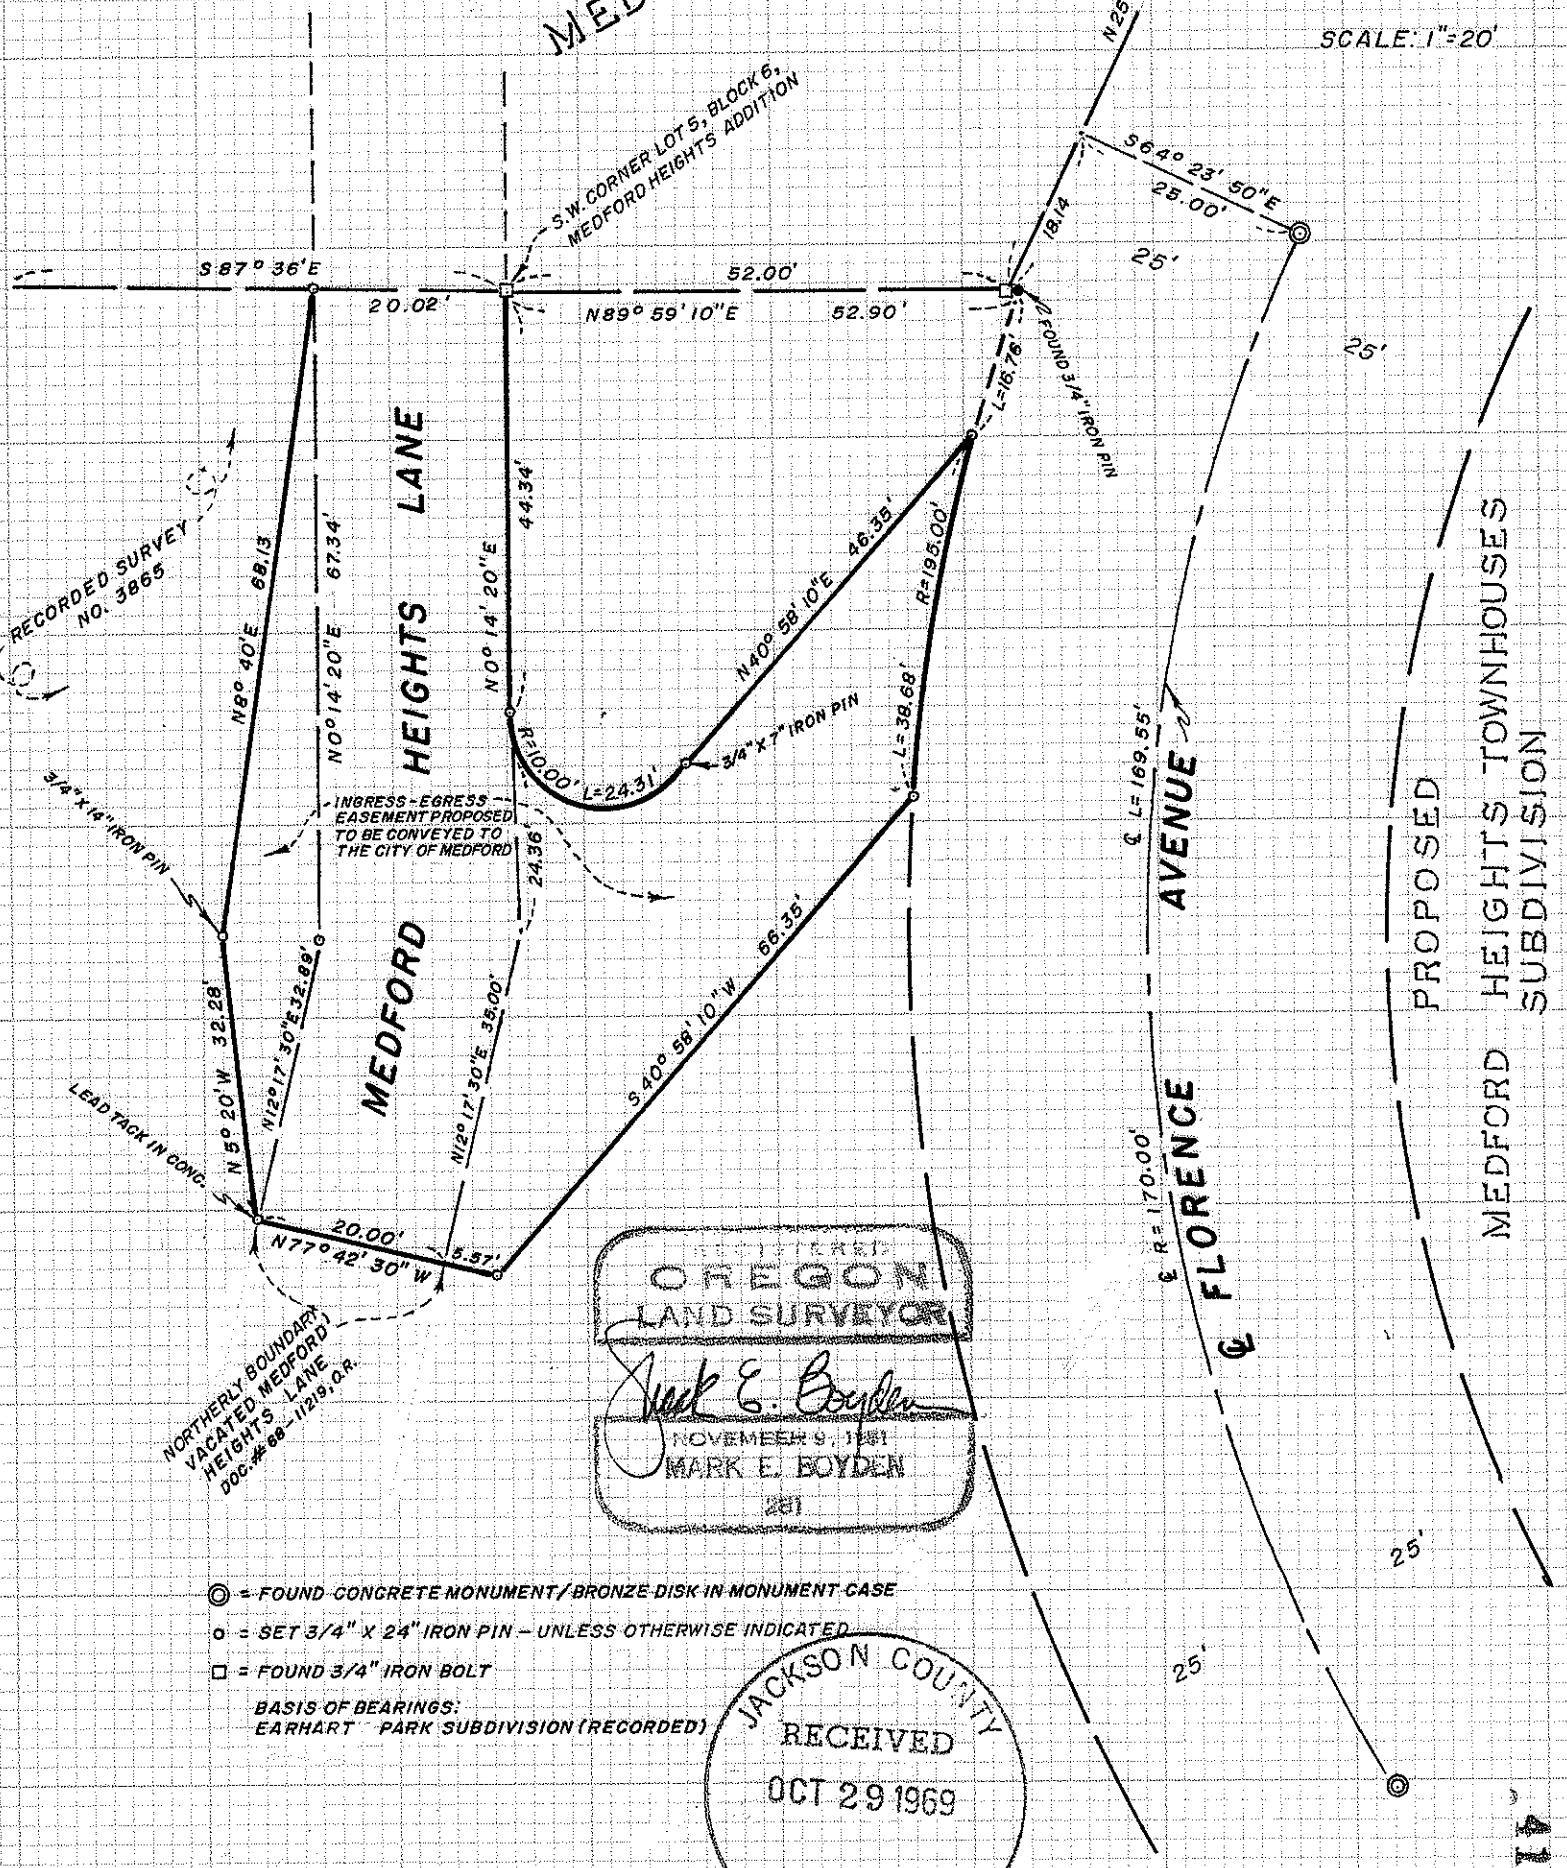 SCALE: 1"=20'
S.W. CORNER LOT 5, BLOCK 6,
MEDFORD HEIGHTS ADDITION
S 64° 23' 50" E
25.00'
18.14
25'
25'
S 87° 36' E
20.02'
52.00'
N 89° 59' 10" E
52.90'
FOUND 3/4" IRON PIN
L=16.76'
RECORDED SURVEY
NO. 3865
N 8° 40' E 68.13
N 0° 14' 20" E 67.34'
MEDFORD HEIGHTS LANE
N 0° 14' 20" E 44.34'
46.35'
N 40° 58' 10" E
R=195.00'
L=38.68'
R=10.00' L=24.31'
3/4" X 7" IRON PIN
3/4" X 14" IRON PIN
INGRESS-EGRESS
EASEMENT PROPOSED
TO BE CONVEYED TO
THE CITY OF MEDFORD
24.36
66.35'
S 40° 58' 10" W
N 5° 20' W 32.28'
N 12° 17' 30" E 32.89'
N 12° 17' 30" E 35.00'
LEAD TACK IN CONC.
20.00'
N 77° 42' 30" W
5.57'
NORTHERLY BOUNDARY
VACATED MEDFORD
HEIGHTS LANE
DOC. # 68-11219, O.R.
℄ L=169.55'
℄ R=170.00'
℄ FLORENCE AVENUE
PROPOSED
MEDFORD HEIGHTS TOWNHOUSES
SUBDIVISION
REGISTERED
OREGON
LAND SURVEYOR
Mark E. Boyden
NOVEMBER 9, 1951
MARK E. BOYDEN
281
25'
25'
= FOUND CONCRETE MONUMENT/BRONZE DISK IN MONUMENT CASE
= SET 3/4" X 24" IRON PIN – UNLESS OTHERWISE INDICATED
= FOUND 3/4" IRON BOLT
BASIS OF BEARINGS:
EARHART PARK SUBDIVISION (RECORDED)
JACKSON COUNTY
RECEIVED
OCT 29 1969
41